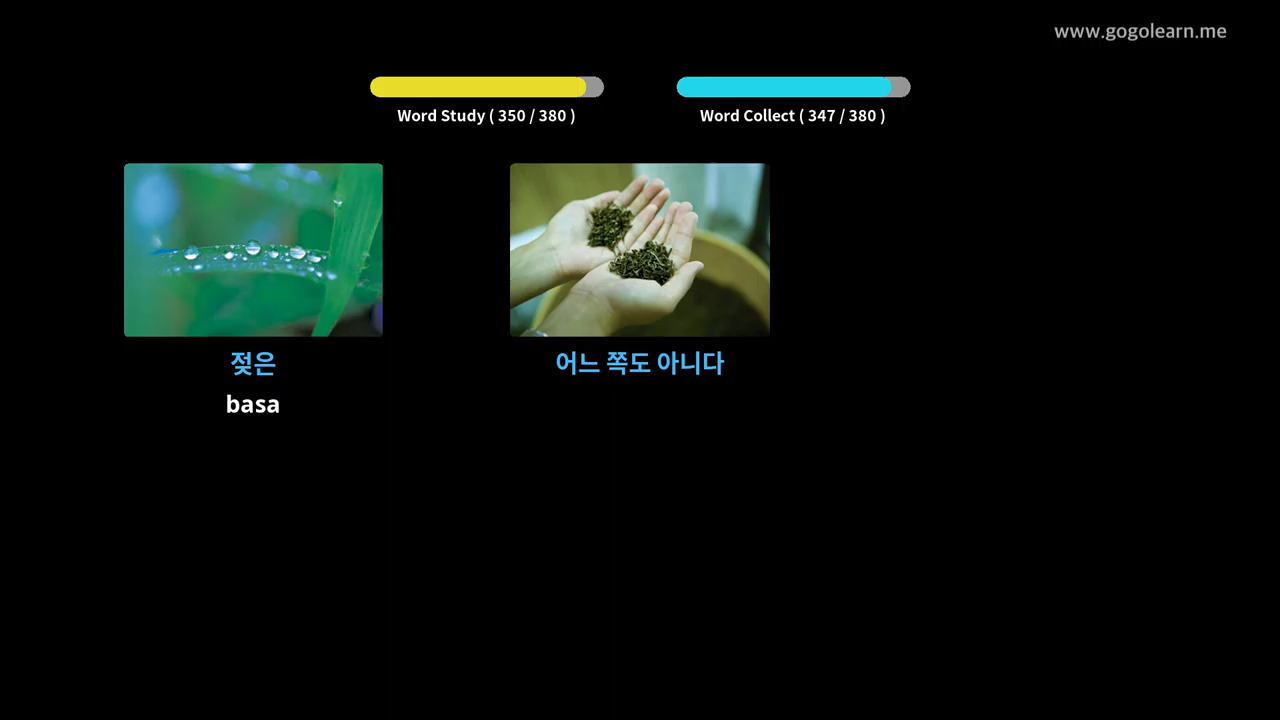 www.gogolearn.me
Word Study ( 350 / 380 )
Word Collect ( 347 / 380 )
젖은
어느 쪽도 아니다
basa